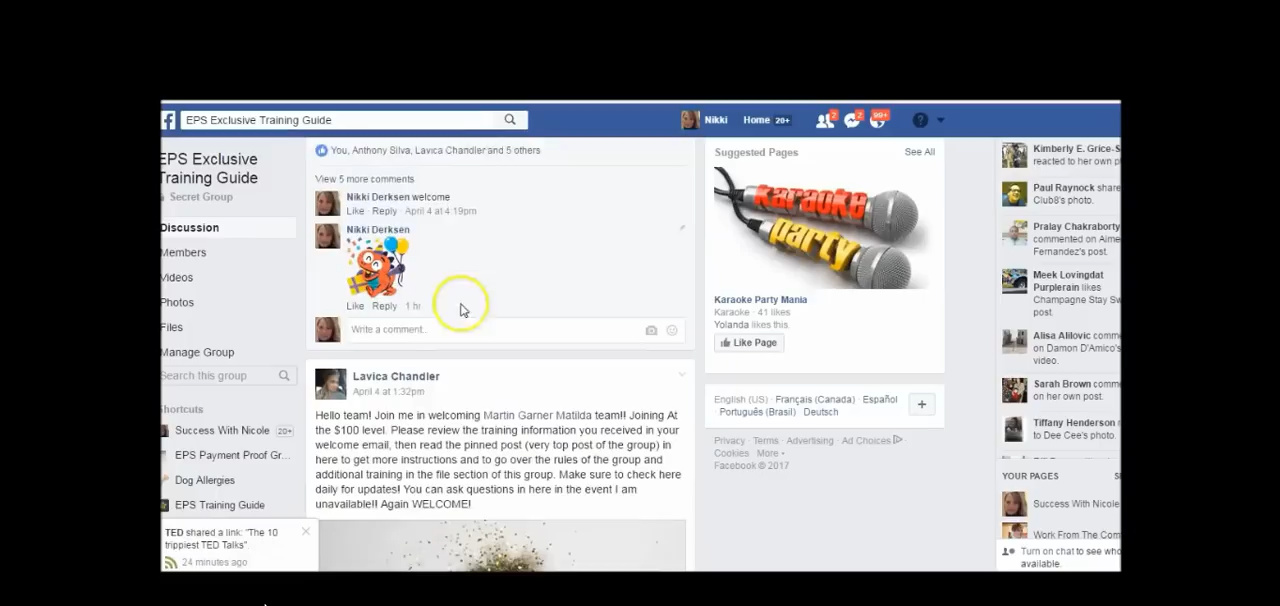 EPS Exclusive Training Guide
Nikki
Home 20+
2
2
99+
EPS Exclusive
Training Guide
Secret Group
Discussion
Members
Videos
Photos
Files
Manage Group
Search this group
Shortcuts
Success With Nicole 20+
EPS Payment Proof Gr...
Dog Allergies
EPS Training Guide
TED shared a link: "The 10
trippiest TED Talks".
24 minutes ago
You, Anthony Silva, Lavica Chandler and 5 others
View 5 more comments
Nikki Derksen welcome
Like · Reply · April 4 at 4:19pm
Nikki Derksen
Like · Reply · 1 hr
Write a comment...
Lavica Chandler
April 4 at 1:32pm
Hello team! Join me in welcoming Martin Garner Matilda team!! Joining At
the $100 level. Please review the training information you received in your
welcome email, then read the pinned post (very top post of the group) in
here to get more instructions and to go over the rules of the group and
additional training in the file section of this group. Make sure to check here
daily for updates! You can ask questions in here in the event I am
unavailable!! Again WELCOME!
Suggested Pages
See All
karaoke
party
Karaoke Party Mania
Karaoke · 41 likes
Yolanda likes this.
Like Page
English (US) · Français (Canada) · Español
· Português (Brasil) · Deutsch
+
Privacy · Terms · Advertising · Ad Choices
Cookies · More
Facebook © 2017
Kimberly E. Grice-S
reacted to her own p
Paul Raynock share
Club8's photo.
Pralay Chakraborty
commented on Aime
Fernandez's post.
Meek Lovingdat
Purplerain likes
Champagne Stay Sw
post.
Alisa Alilovic comme
on Damon D'Amico's
video.
Sarah Brown comme
on her own post.
Tiffany Henderson
to Dee Cee's photo.
YOUR PAGES
Success With Nicole
Work From The Com
Turn on chat to see who
available.